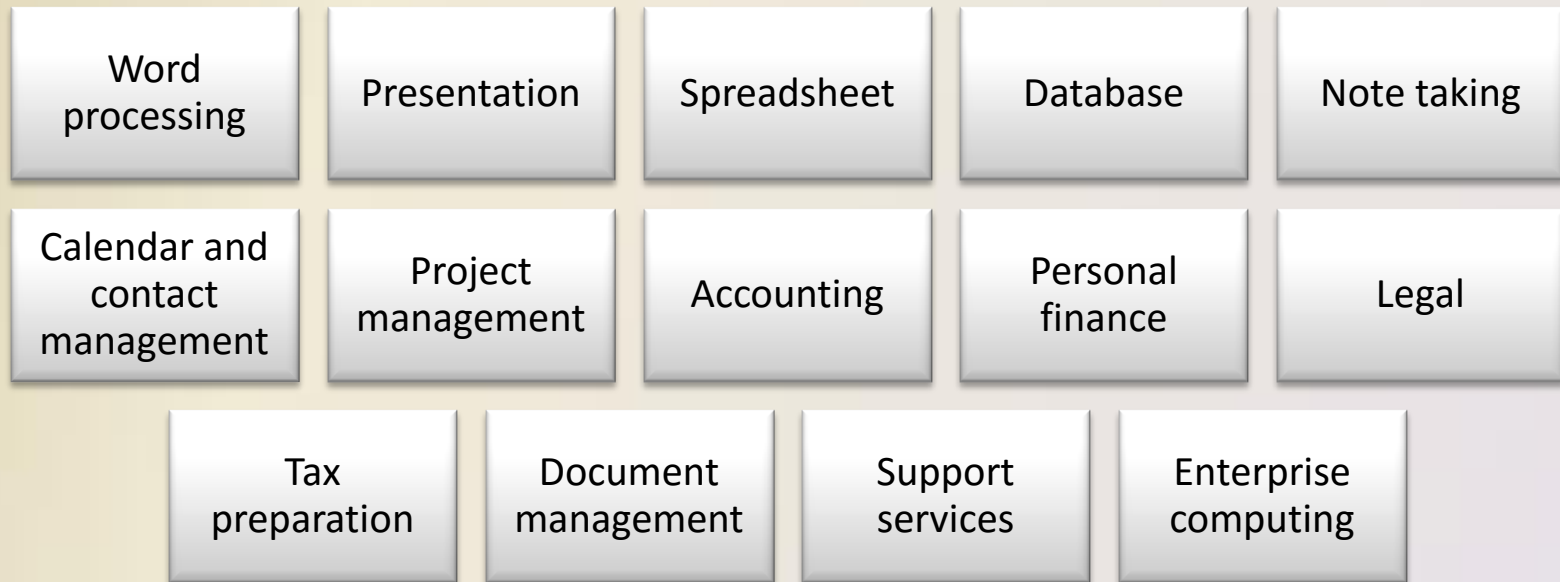 Word
processing
Presentation
Spreadsheet
Database
Note taking
Calendar and
contact
management
Project
management
Accounting
Personal
finance
Legal
Tax
preparation
Document
management
Support
services
Enterprise
computing